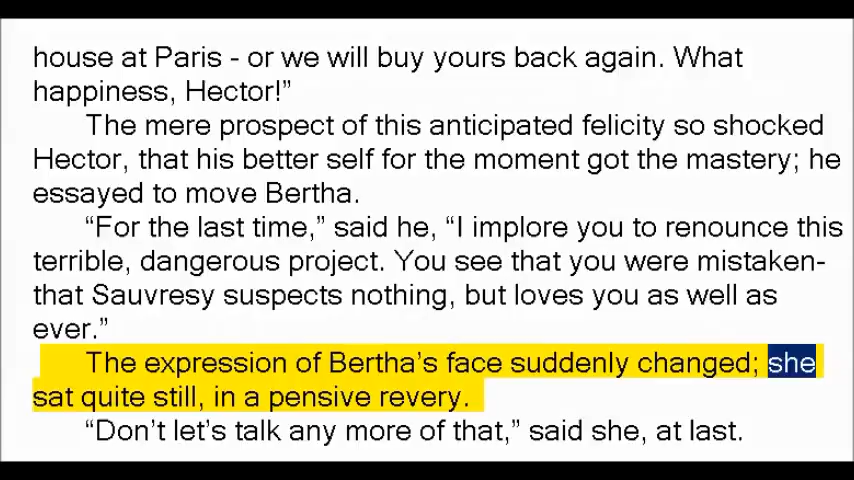 house at Paris - or we will buy yours back again. What
happiness, Hector!”
The mere prospect of this anticipated felicity so shocked
Hector, that his better self for the moment got the mastery; he
essayed to move Bertha.
“For the last time,” said he, “I implore you to renounce this
terrible, dangerous project. You see that you were mistaken-
that Sauvresy suspects nothing, but loves you as well as
ever.”
The expression of Bertha’s face suddenly changed; she
sat quite still, in a pensive revery.
“Don’t let’s talk any more of that,” said she, at last.